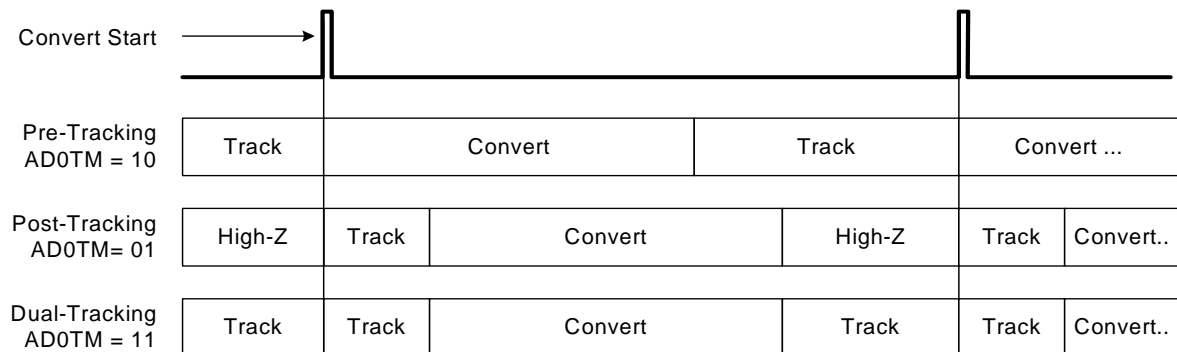 Convert Start
Pre-Tracking
AD0TM = 10
Track
Convert
Track
Convert ...
Post-Tracking
AD0TM= 01
High-Z
Track
Convert
High-Z
Track
Convert..
Dual-Tracking
AD0TM = 11
Track
Track
Convert
Track
Track
Convert..